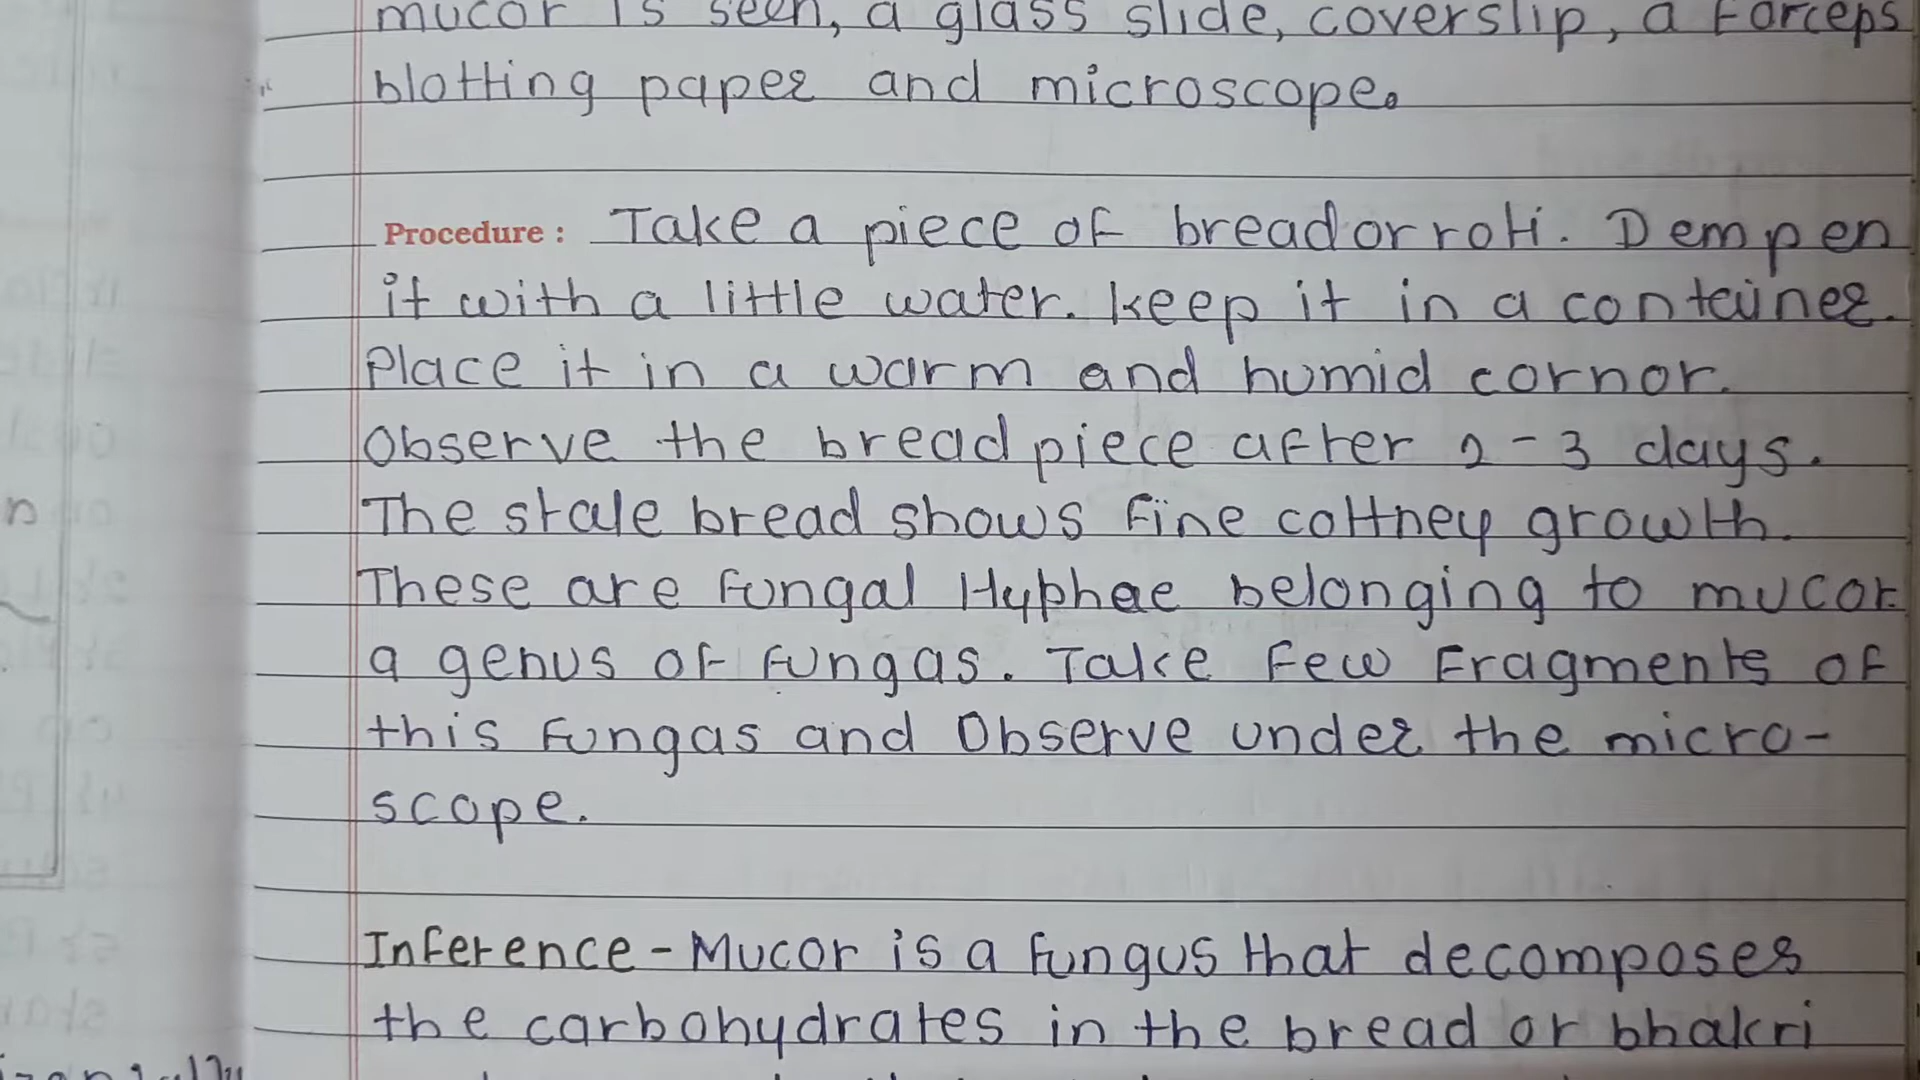 mucor is seen, a glass slide, coverslip, a Forceps
blotting paper and microscope.
Procedure : Take a piece of bread or roti. Dempen
it with a little water. keep it in a container.
Place it in a warm and humid cornor.
Observe the bread piece after 2-3 days.
The stale bread shows Fine cottney growth.
These are Fungal Hyphae belonging to mucor
a genus of Fungas. Take Few Fragments of
this Fungas and Observe under the micro-
scope.
Inference - Mucor is a fungus that decomposes
the carbohydrates in the bread or bhakri